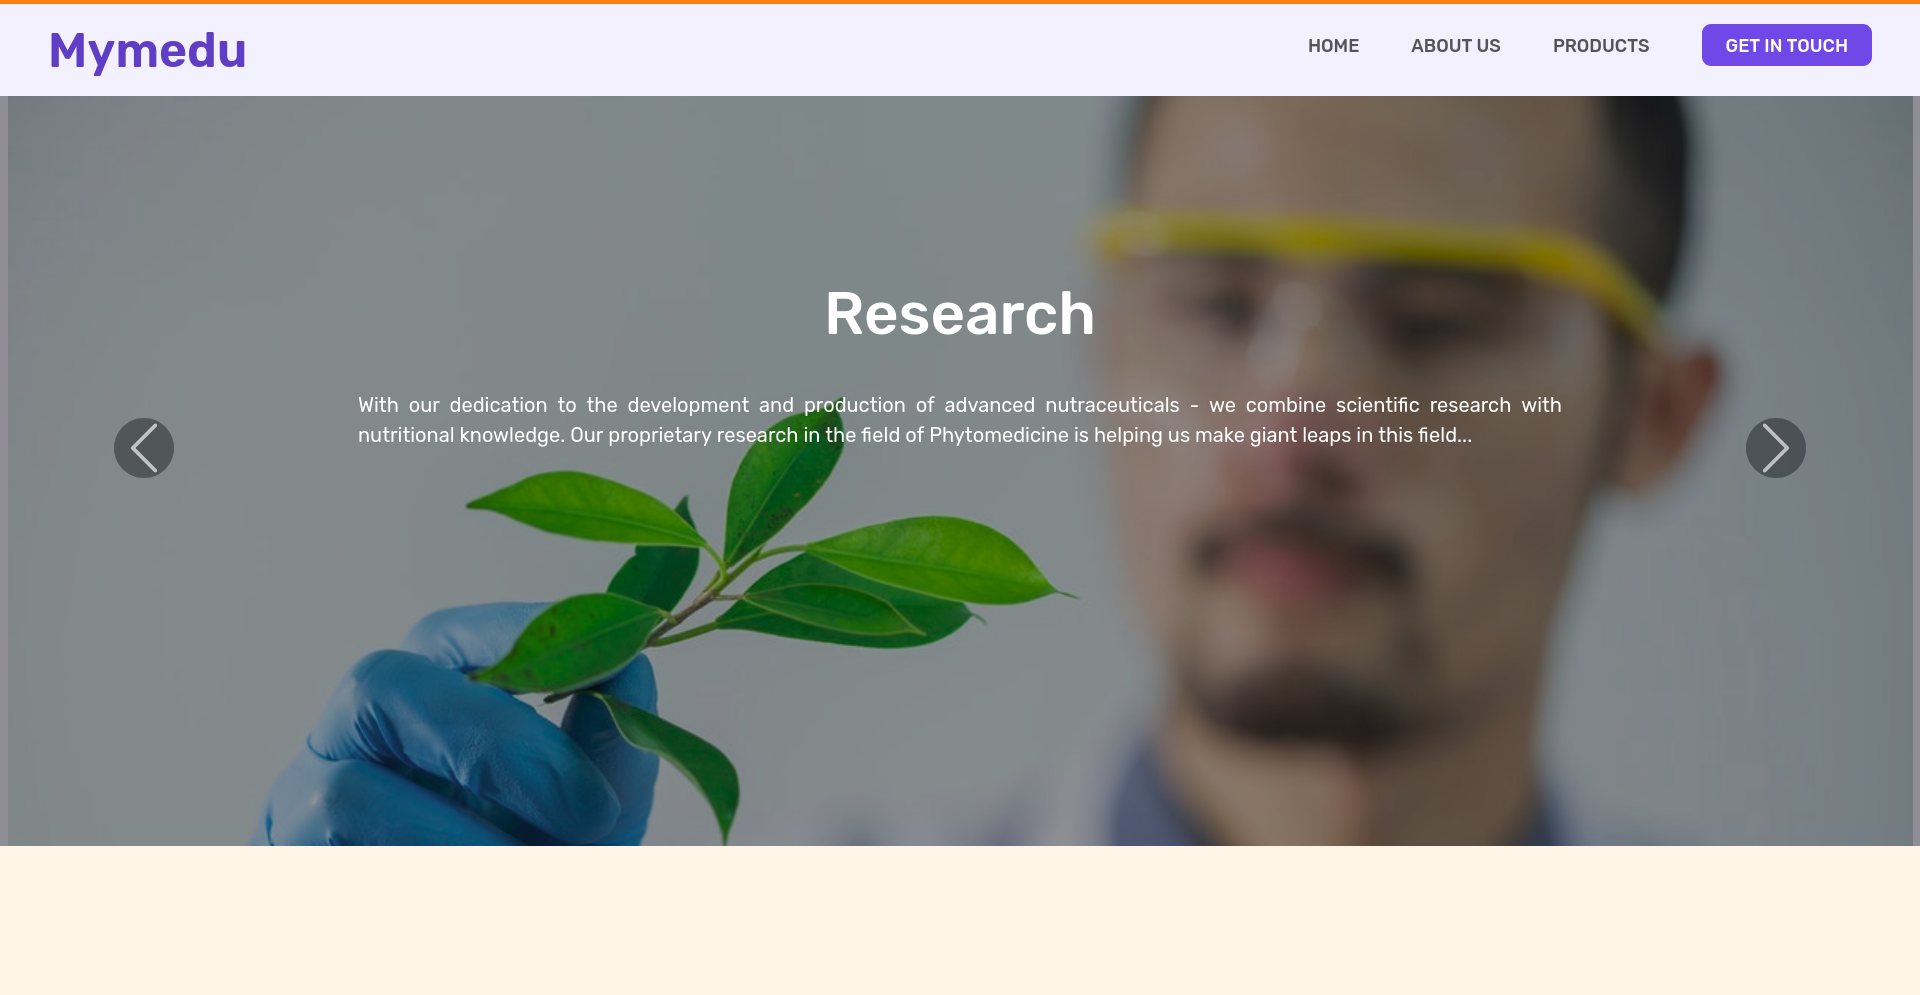 Mymedu
HOME
ABOUT US
PRODUCTS
GET IN TOUCH
Research
With our dedication to the development and production of advanced nutraceuticals - we combine scientific research with
nutritional knowledge. Our proprietary research in the field of Phytomedicine is helping us make giant leaps in this field...